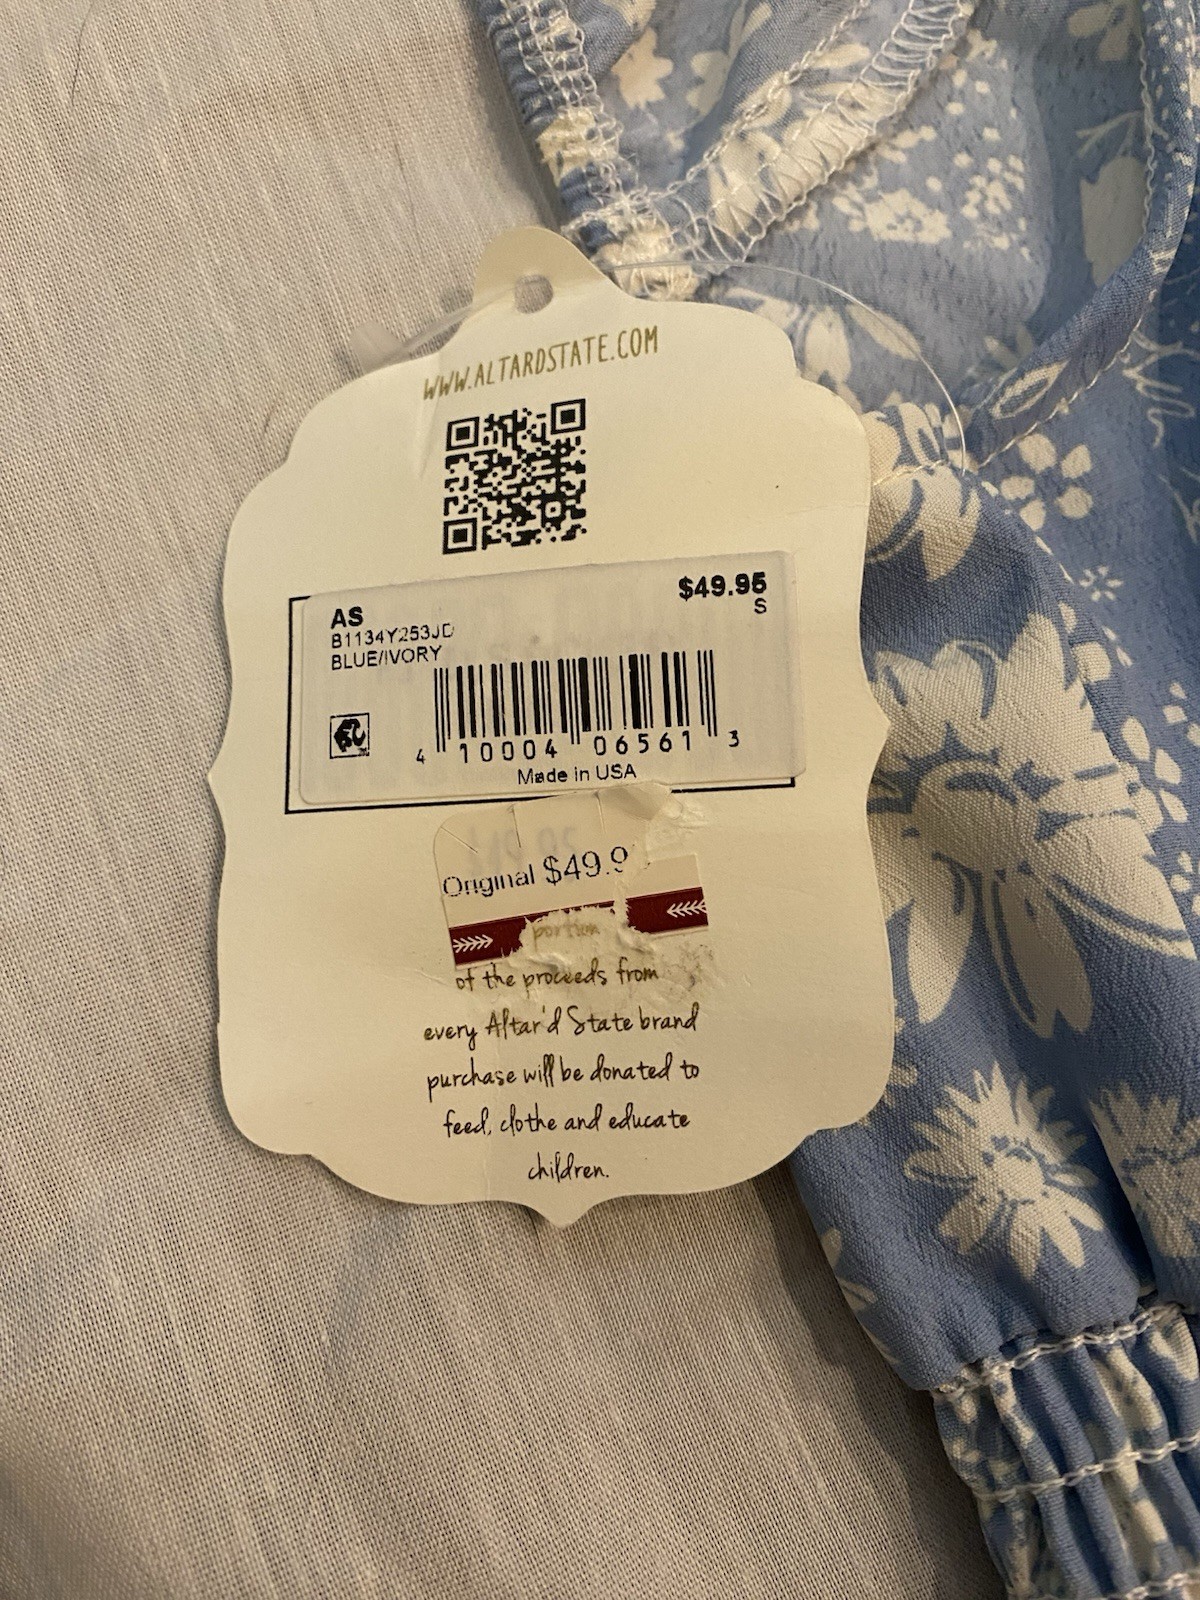 WWW.ALTARDSTATE.COM
AS
$49.95
B1134Y253JD
S
BLUE/IVORY
4 10004 06561 3
Made in USA
Original $49.9
portion
of the proceeds from
every Altar'd State brand
purchase will be donated to
feed, clothe and educate
children.